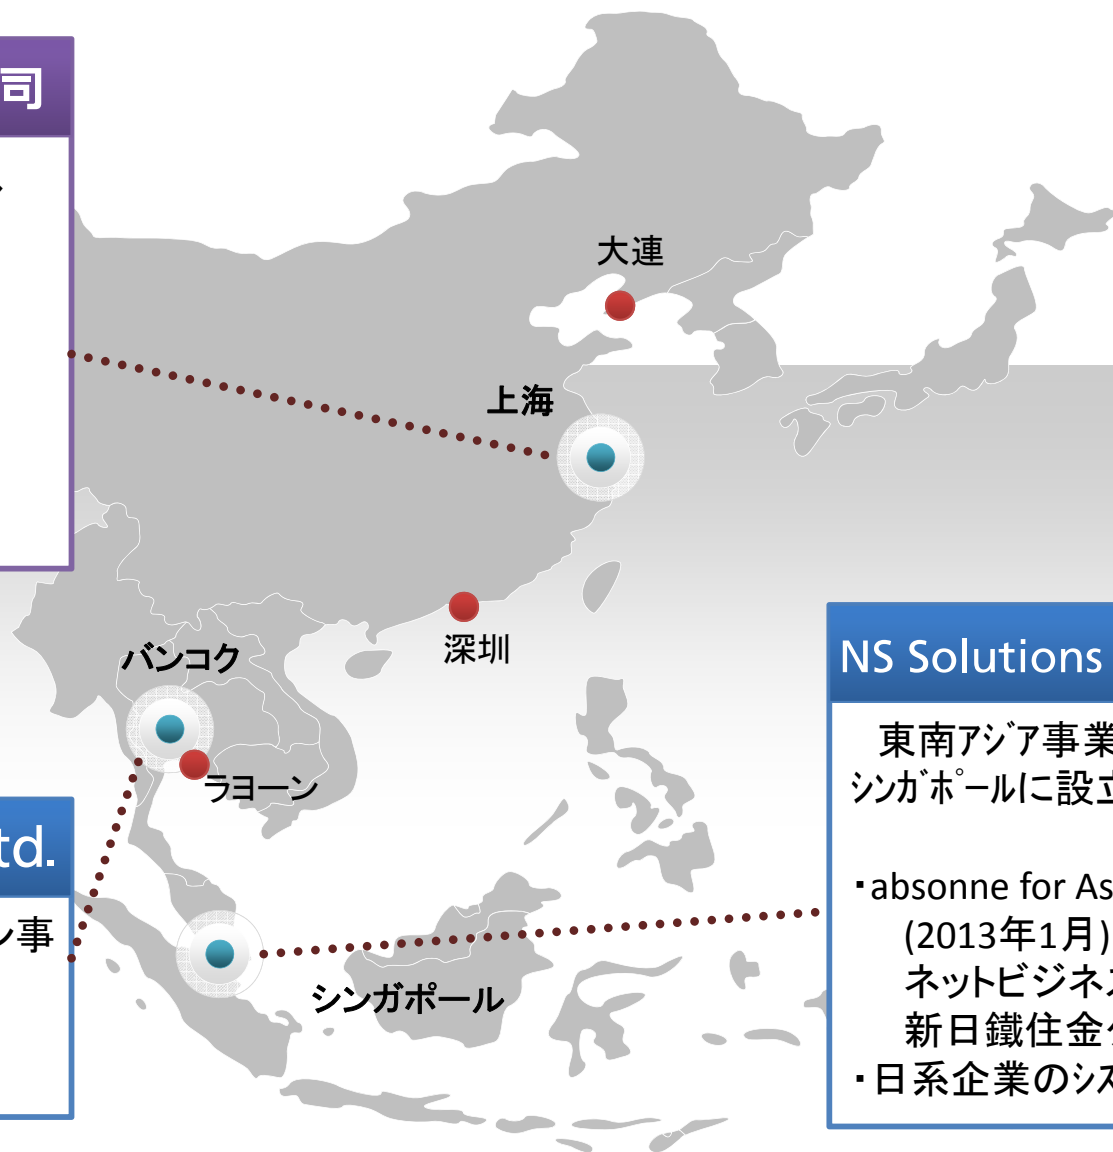 司
大連
上海
深圳
バンコク
ラヨーン
シンガポール
td.
ン事
NS Solutions
東南ｱｼﾞｱ事業
ｼﾝｶﾞﾎﾟｰﾙに設立
・absonne for As
(2013年1月)
ネットビジネス
新日鐵住金グ
・日系企業のｼｽ